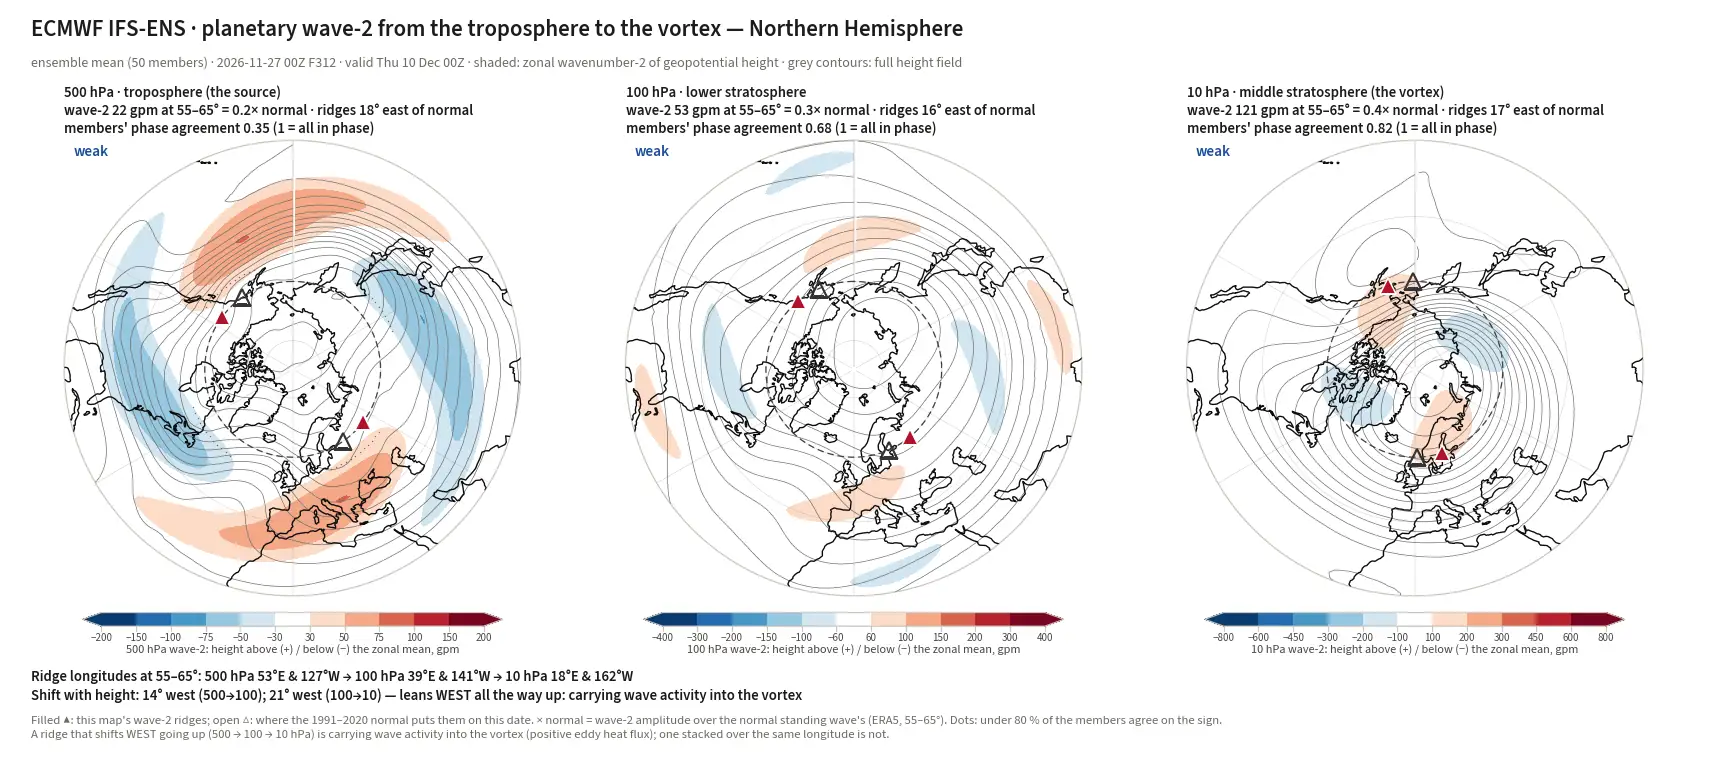 ECMWF IFS-ENS · planetary wave-2 from the troposphere to the vortex — Northern Hemisphere
ensemble mean (50 members) · 2026-11-27 00Z F312 · valid Thu 10 Dec 00Z · shaded: zonal wavenumber-2 of geopotential height · grey contours: full height field
500 hPa · troposphere (the source)
wave-2 22 gpm at 55–65° = 0.2× normal · ridges 18° east of normal
members' phase agreement 0.35 (1 = all in phase)
weak
100 hPa · lower stratosphere
wave-2 53 gpm at 55–65° = 0.3× normal · ridges 16° east of normal
members' phase agreement 0.68 (1 = all in phase)
weak
10 hPa · middle stratosphere (the vortex)
wave-2 121 gpm at 55–65° = 0.4× normal · ridges 17° east of normal
members' phase agreement 0.82 (1 = all in phase)
weak
−200 −150 −100 −75 −50 −30 30 50 75 100 150 200
500 hPa wave-2: height above (+) / below (−) the zonal mean, gpm
−400 −300 −200 −150 −100 −60 60 100 150 200 300 400
100 hPa wave-2: height above (+) / below (−) the zonal mean, gpm
−800 −600 −450 −300 −200 −100 100 200 300 450 600 800
10 hPa wave-2: height above (+) / below (−) the zonal mean, gpm
Ridge longitudes at 55–65°: 500 hPa 53°E & 127°W → 100 hPa 39°E & 141°W → 10 hPa 18°E & 162°W
Shift with height: 14° west (500→100); 21° west (100→10) — leans WEST all the way up: carrying wave activity into the vortex
Filled ▲: this map's wave-2 ridges; open △: where the 1991–2020 normal puts them on this date. × normal = wave-2 amplitude over the normal standing wave's (ERA5, 55–65°). Dots: under 80 % of the members agree on the sign.
A ridge that shifts WEST going up (500 → 100 → 10 hPa) is carrying wave activity into the vortex (positive eddy heat flux); one stacked over the same longitude is not.